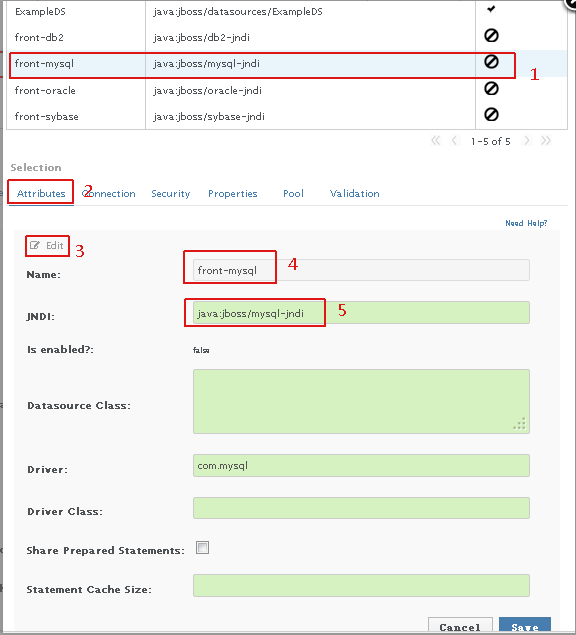 ExampleDS java:jboss/datasources/ExampleDS
front-db2 java:jboss/db2-jndi
front-mysql java:jboss/mysql-jndi 1
front-oracle java:jboss/oracle-jndi
front-sybase java:jboss/sybase-jndi
1-5 of 5
Selection
Attributes 2 Connection Security Properties Pool Validation
Need Help?
Edit 3
Name: front-mysql 4
JNDI: java:jboss/mysql-jndi 5
Is enabled?: false
Datasource Class:
Driver: com.mysql
Driver Class:
Share Prepared Statements:
Statement Cache Size:
Cancel Save